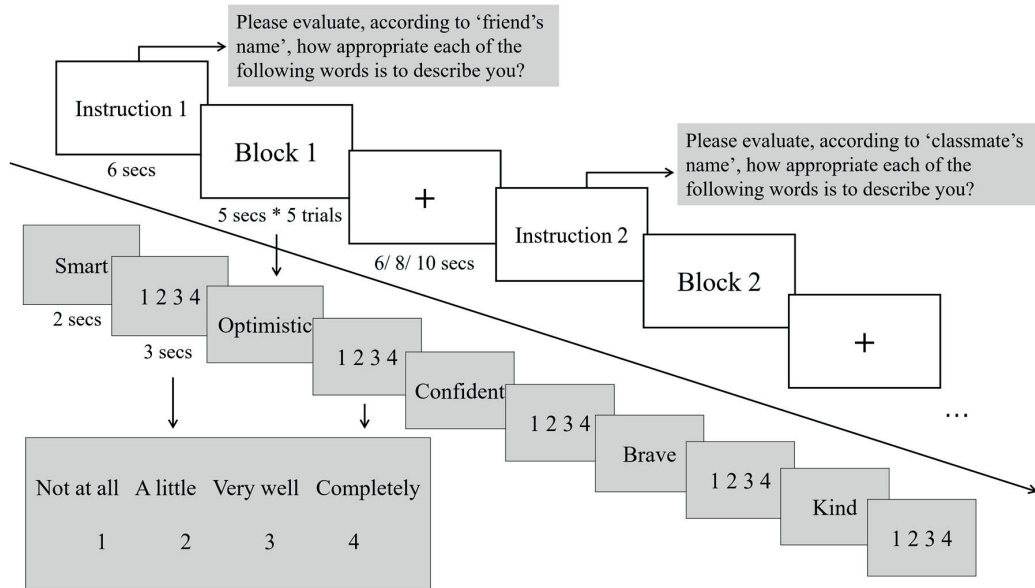 Please evaluate, according to ‘friend’s
name’, how appropriate each of the
following words is to describe you?
Instruction 1
6 secs
Block 1
5 secs * 5 trials
+
6/ 8/ 10 secs
Please evaluate, according to ‘classmate’s
name’, how appropriate each of the
following words is to describe you?
Instruction 2
Block 2
+
...
Smart
2 secs
1 2 3 4
3 secs
Optimistic
1 2 3 4
Confident
1 2 3 4
Brave
1 2 3 4
Kind
1 2 3 4
Not at all A little Very well Completely
1 2 3 4